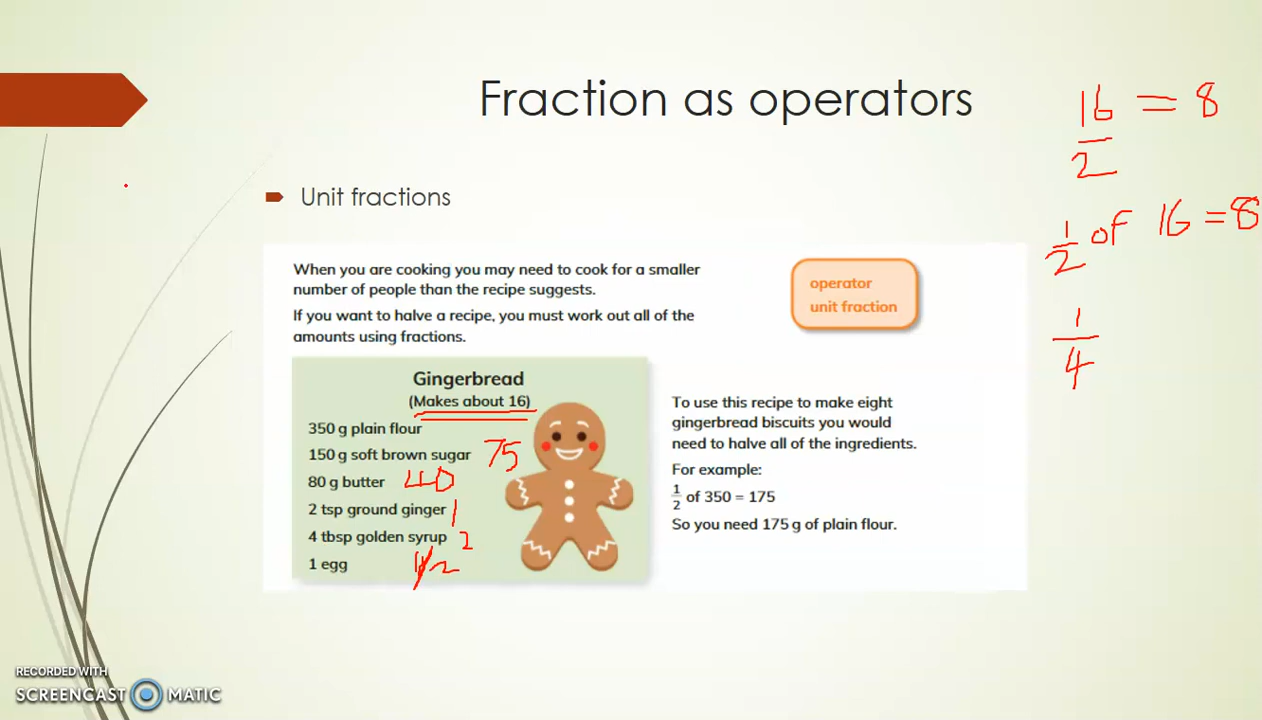 Fraction as operators
16/2 = 8
1/2 of 16 = 8
1/4
Unit fractions
When you are cooking you may need to cook for a smaller
number of people than the recipe suggests.
If you want to halve a recipe, you must work out all of the
amounts using fractions.
operator
unit fraction
Gingerbread
(Makes about 16)
350 g plain flour
150 g soft brown sugar 75
80 g butter 40
2 tsp ground ginger 1
4 tbsp golden syrup 2
1 egg 1/2
To use this recipe to make eight
gingerbread biscuits you would
need to halve all of the ingredients.
For example:
1/2 of 350 = 175
So you need 175 g of plain flour.
RECORDED WITH
SCREENCAST MATIC